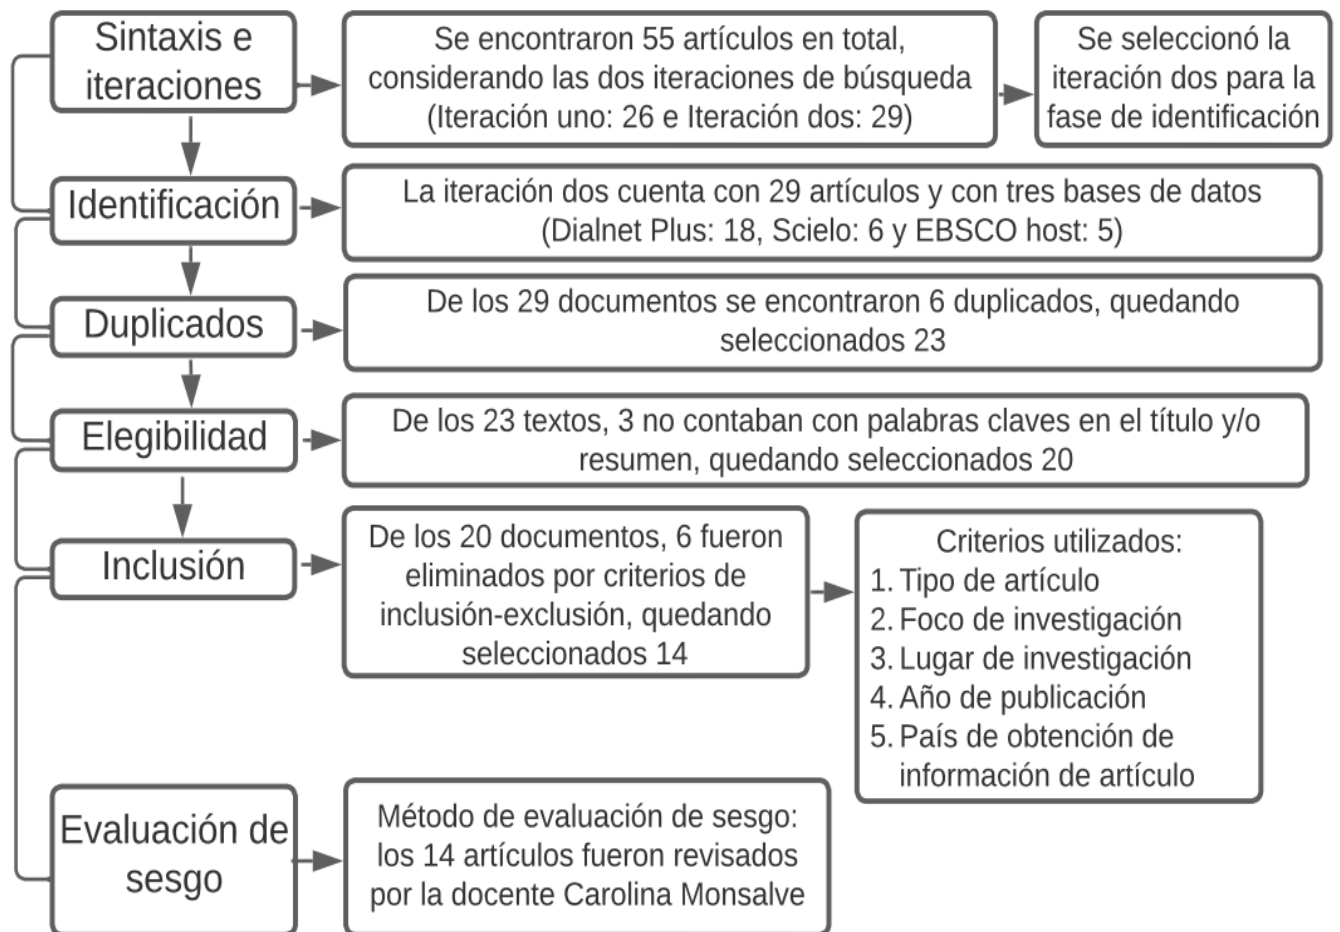 Sintaxis e
iteraciones
Se encontraron 55 artículos en total,
considerando las dos iteraciones de búsqueda
(Iteración uno: 26 e Iteración dos: 29)
Se seleccionó la
iteración dos para la
fase de identificación
Identificación
La iteración dos cuenta con 29 artículos y con tres bases de datos
(Dialnet Plus: 18, Scielo: 6 y EBSCO host: 5)
Duplicados
De los 29 documentos se encontraron 6 duplicados, quedando
seleccionados 23
Elegibilidad
De los 23 textos, 3 no contaban con palabras claves en el título y/o
resumen, quedando seleccionados 20
Inclusión
De los 20 documentos, 6 fueron
eliminados por criterios de
inclusión-exclusión, quedando
seleccionados 14
Criterios utilizados:
1. Tipo de artículo
2. Foco de investigación
3. Lugar de investigación
4. Año de publicación
5. País de obtención de
información de artículo
Evaluación de
sesgo
Método de evaluación de sesgo:
los 14 artículos fueron revisados
por la docente Carolina Monsalve